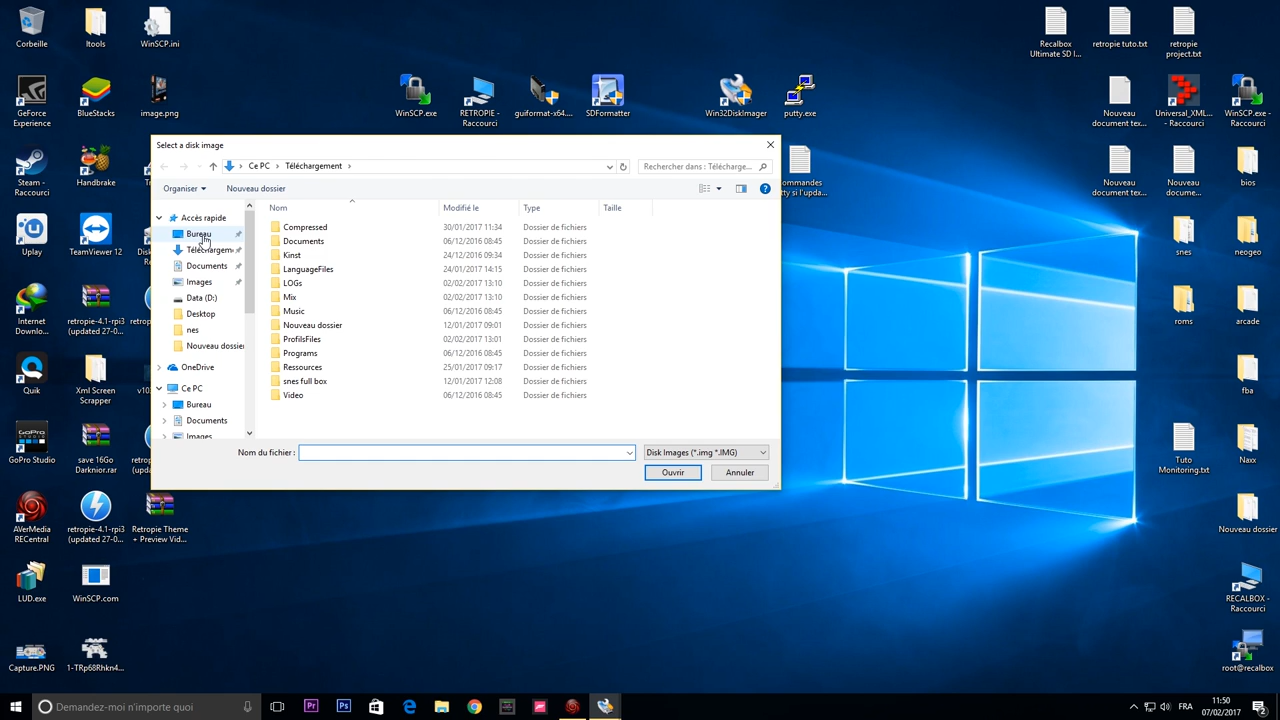 Corbeille
Itools
WinSCP.ini
Recalbox
Ultimate SD I...
retropie tuto.txt
retropie
project.txt
GeForce
Experience
BlueStacks
image.png
WinSCP.exe
RETROPIE -
Raccourci
guiformat-x64....
SDFormatter
Win32DiskImager
putty.exe
Nouveau
document tex...
Universal_XML...
- Raccourci
WinSCP.exe -
Raccourci
Select a disk image
Ce PC
Téléchargement
Rechercher dans : Télécharge...
Organiser
Nouveau dossier
Nom
Modifié le
Type
Taille
Accès rapide
Bureau
Téléchargem
Documents
Images
Data (D:)
Desktop
nes
Nouveau dossier
OneDrive
Ce PC
Bureau
Documents
Images
Compressed 30/01/2017 11:34 Dossier de fichiers
Documents 06/12/2016 08:45 Dossier de fichiers
Kinst 24/12/2016 09:34 Dossier de fichiers
LanguageFiles 24/01/2017 14:15 Dossier de fichiers
LOGs 02/02/2017 13:10 Dossier de fichiers
Mix 02/02/2017 13:10 Dossier de fichiers
Music 06/12/2016 08:45 Dossier de fichiers
Nouveau dossier 12/01/2017 09:01 Dossier de fichiers
ProfilsFiles 02/02/2017 13:01 Dossier de fichiers
Programs 06/12/2016 08:45 Dossier de fichiers
Ressources 25/01/2017 09:17 Dossier de fichiers
snes full box 12/01/2017 12:08 Dossier de fichiers
Video 06/12/2016 08:45 Dossier de fichiers
Nom du fichier :
Disk Images (*.img *.IMG)
Ouvrir
Annuler
Steam -
Raccourci
Handbrake
ommandes
tty si l'upda...
Nouveau
document tex...
Nouveau
docume...
bios
Uplay
TeamViewer 12
snes
neogeo
Internet
Downlo...
retropie-4.1-rpi3
(updated 27-0...
roms
arcade
Quik
Xml Screen
Scrapper
fba
GoPro Studio
save 16Go
Darknior.rar
Tuto
Monitoring.txt
Naxx
AVerMedia
RECentral
retropie-4.1-rpi3
(updated 27-0...
Retropie Theme
+ Preview Vid...
Nouveau dossier
LUD.exe
WinSCP.com
RECALBOX -
Raccourci
Capture.PNG
1-TRp68Rhkn4...
root@recalbox
Demandez-moi n'importe quoi
Pr
Ps
FRA
11:50
07/02/2017
2